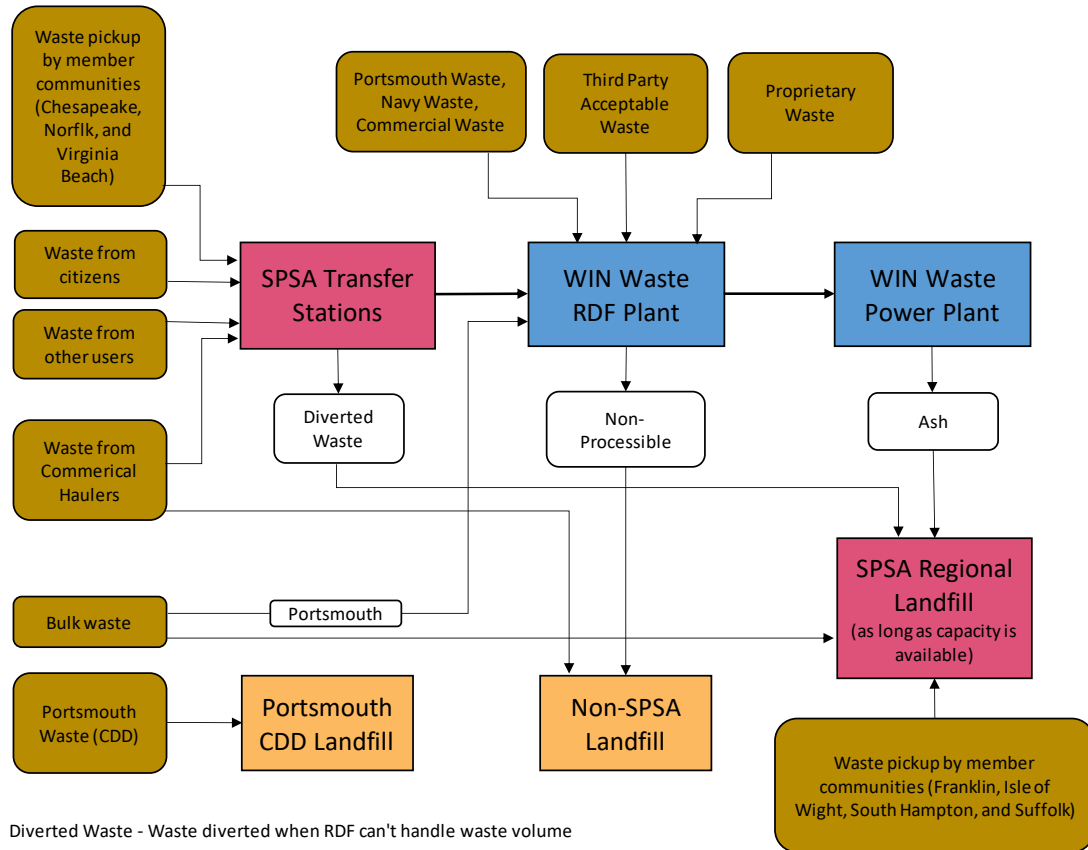 Waste pickup
by member
communities
(Chesapeake,
Norflk, and
Virginia
Beach)
Portsmouth Waste,
Navy Waste,
Commercial Waste
Third Party
Acceptable
Waste
Proprietary
Waste
Waste from
citizens
SPSA Transfer
Stations
WIN Waste
RDF Plant
WIN Waste
Power Plant
Waste from
other users
Diverted
Waste
Non-
Processible
Ash
Waste from
Commerical
Haulers
SPSA Regional
Landfill
(as long as capacity is
available)
Bulk waste
Portsmouth
Portsmouth
Waste (CDD)
Portsmouth
CDD Landfill
Non-SPSA
Landfill
Waste pickup by member
communities (Franklin, Isle of
Wight, South Hampton, and Suffolk)
Diverted Waste - Waste diverted when RDF can't handle waste volume